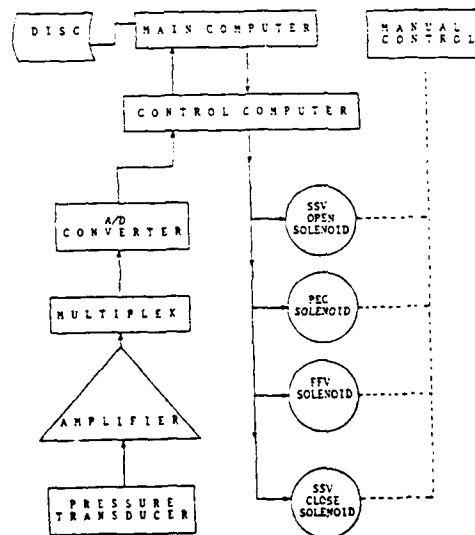 DISC
MAIN COMPUTER
MANUAL
CONTROL
CONTROL COMPUTER
A/D
CONVERTER
SSV
OPEN
SOLENOID
MULTIPLEX
PEC
SOLENOID
AMPLIFIER
FFV
SOLENOID
PRESSURE
TRANSDUCER
SSV
CLOSE
SOLENOID